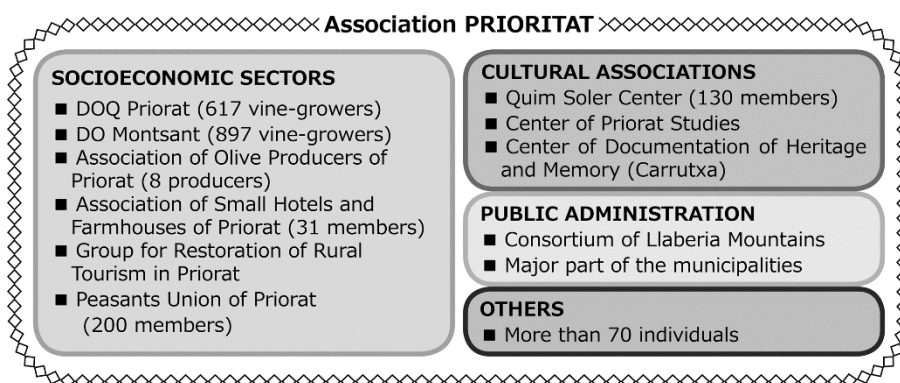 Association PRIORITAT
SOCIOECONOMIC SECTORS
■ DOQ Priorat (617 vine-growers)
■ DO Montsant (897 vine-growers)
■ Association of Olive Producers of
Priorat (8 producers)
■ Association of Small Hotels and
Farmhouses of Priorat (31 members)
■ Group for Restoration of Rural
Tourism in Priorat
■ Peasants Union of Priorat
(200 members)
CULTURAL ASSOCIATIONS
■ Quim Soler Center (130 members)
■ Center of Priorat Studies
■ Center of Documentation of Heritage
and Memory (Carrutxa)
PUBLIC ADMINISTRATION
■ Consortium of Llaberia Mountains
■ Major part of the municipalities
OTHERS
■ More than 70 individuals